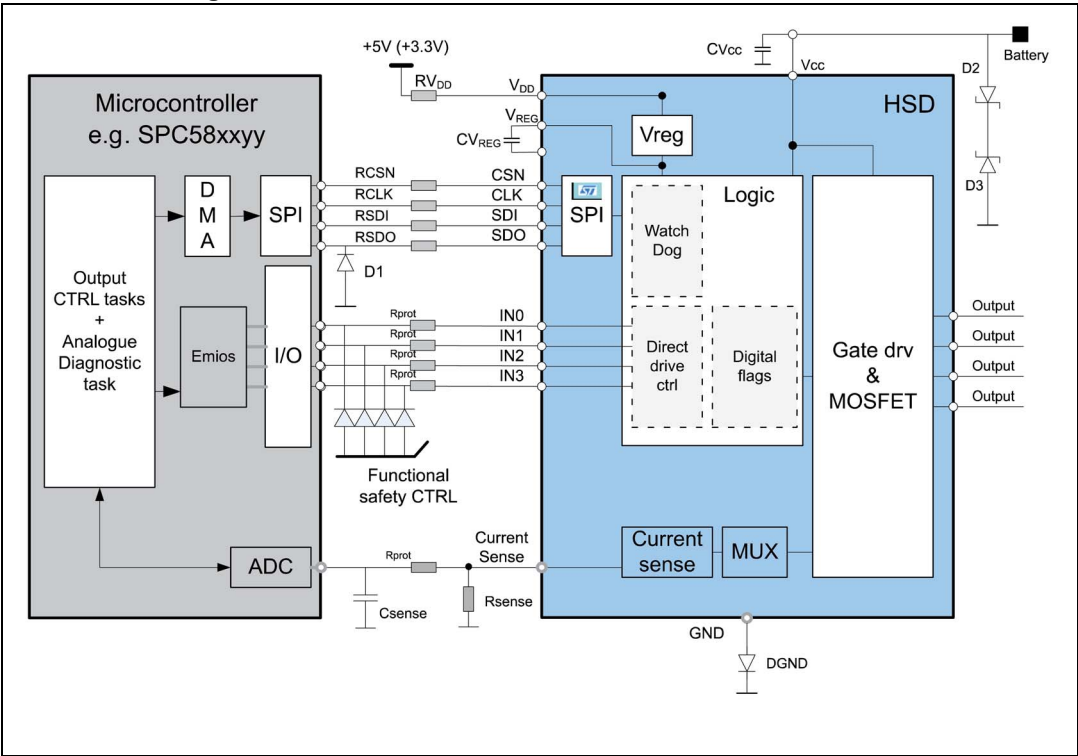 +5V (+3.3V)
RVDD
VDD
VREG
CVREG
CVcc
Vcc
Battery
D2
D3
Microcontroller
e.g. SPC58xxyy
HSD
Vreg
Output
CTRL tasks
+
Analogue
Diagnostic
task
D
M
A
SPI
RCSN
RCLK
RSDI
RSDO
D1
CSN
CLK
SDI
SDO
ST
SPI
Logic
Watch
Dog
Emios
I/O
Rprot
Rprot
Rprot
Rprot
IN0
IN1
IN2
IN3
Direct
drive
ctrl
Digital
flags
Gate drv
&
MOSFET
Output
Output
Output
Output
Functional
safety CTRL
ADC
Rprot
Csense
Rsense
Current
Sense
Current
sense
MUX
GND
DGND